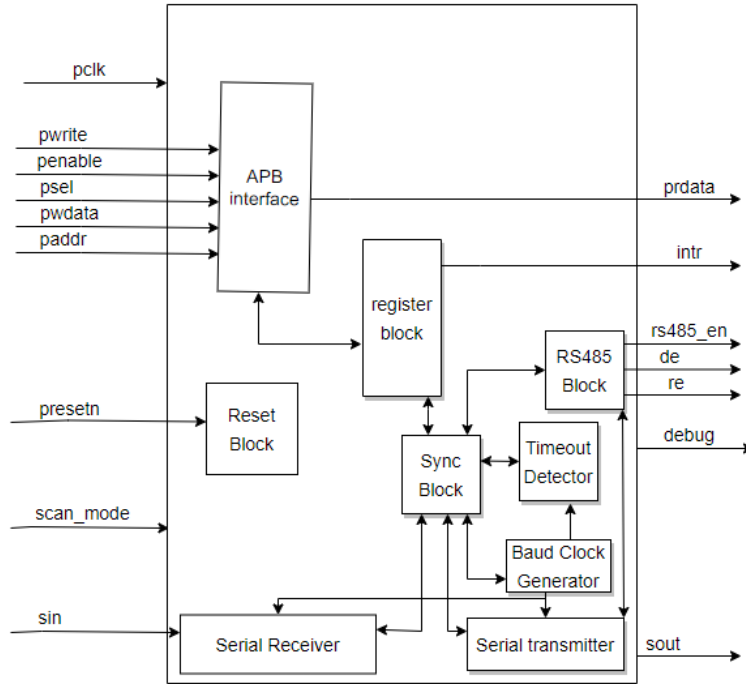 pclk
pwrite
penable
psel
pwdata
paddr
APB
interface
prdata
intr
register
block
rs485_en
de
re
RS485
Block
presetn
Reset
Block
debug
Sync
Block
Timeout
Detector
scan_mode
Baud Clock
Generator
sin
Serial Receiver
Serial transmitter
sout